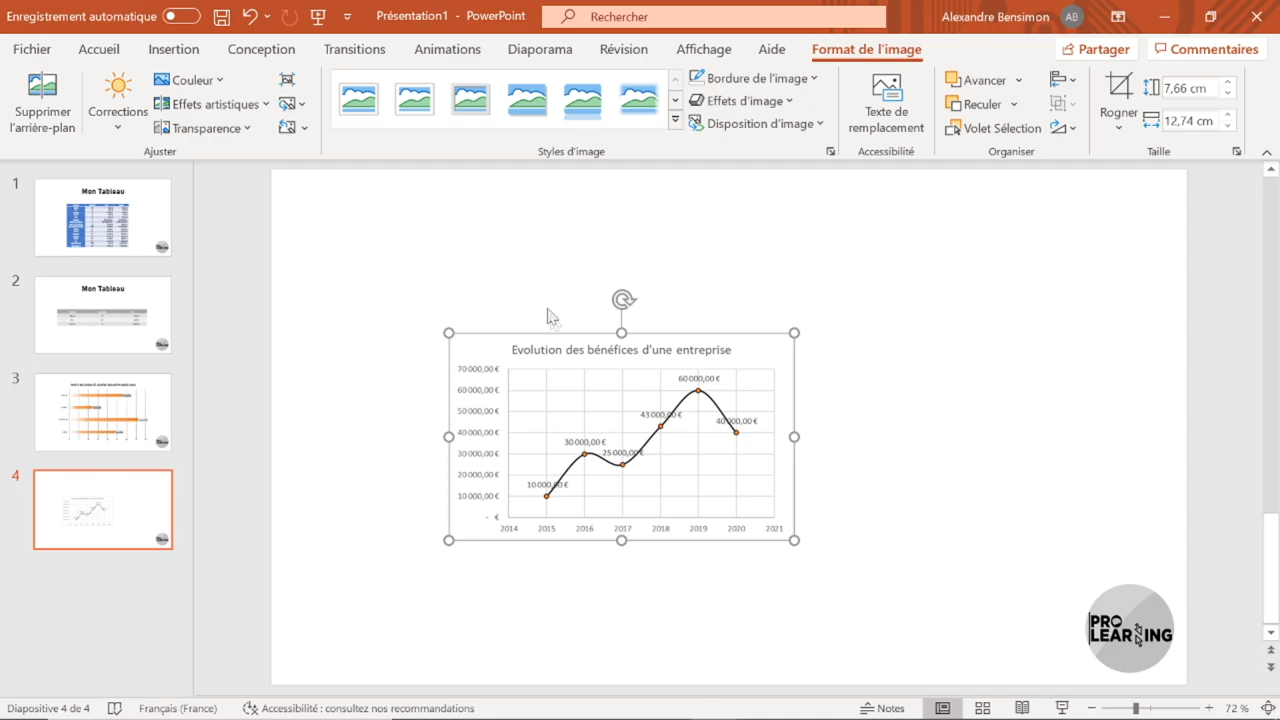 Enregistrement automatique
Présentation1 - PowerPoint
Rechercher
Alexandre Bensimon AB
Fichier Accueil Insertion Conception Transitions Animations Diaporama Révision Affichage Aide Format de l'image
Partager Commentaires
Supprimer l'arrière-plan
Corrections
Couleur
Effets artistiques
Transparence
Ajuster
Bordure de l'image
Effets d'image
Disposition d'image
Styles d'image
Texte de remplacement
Accessibilité
Avancer
Reculer
Volet Sélection
Organiser
Rogner
7,66 cm
12,74 cm
Taille
1
Mon Tableau
2
Mon Tableau
3
4
Evolution des bénéfices d'une entreprise
70 000,00 €
60 000,00 €
50 000,00 €
40 000,00 €
30 000,00 €
20 000,00 €
10 000,00 €
- €
10 000,00 €
30 000,00 €
25 000,00 €
43 000,00 €
60 000,00 €
40 000,00 €
2014 2015 2016 2017 2018 2019 2020 2021
PRO
LEARNING
Diapositive 4 de 4
Français (France)
Accessibilité : consultez nos recommandations
Notes
72 %